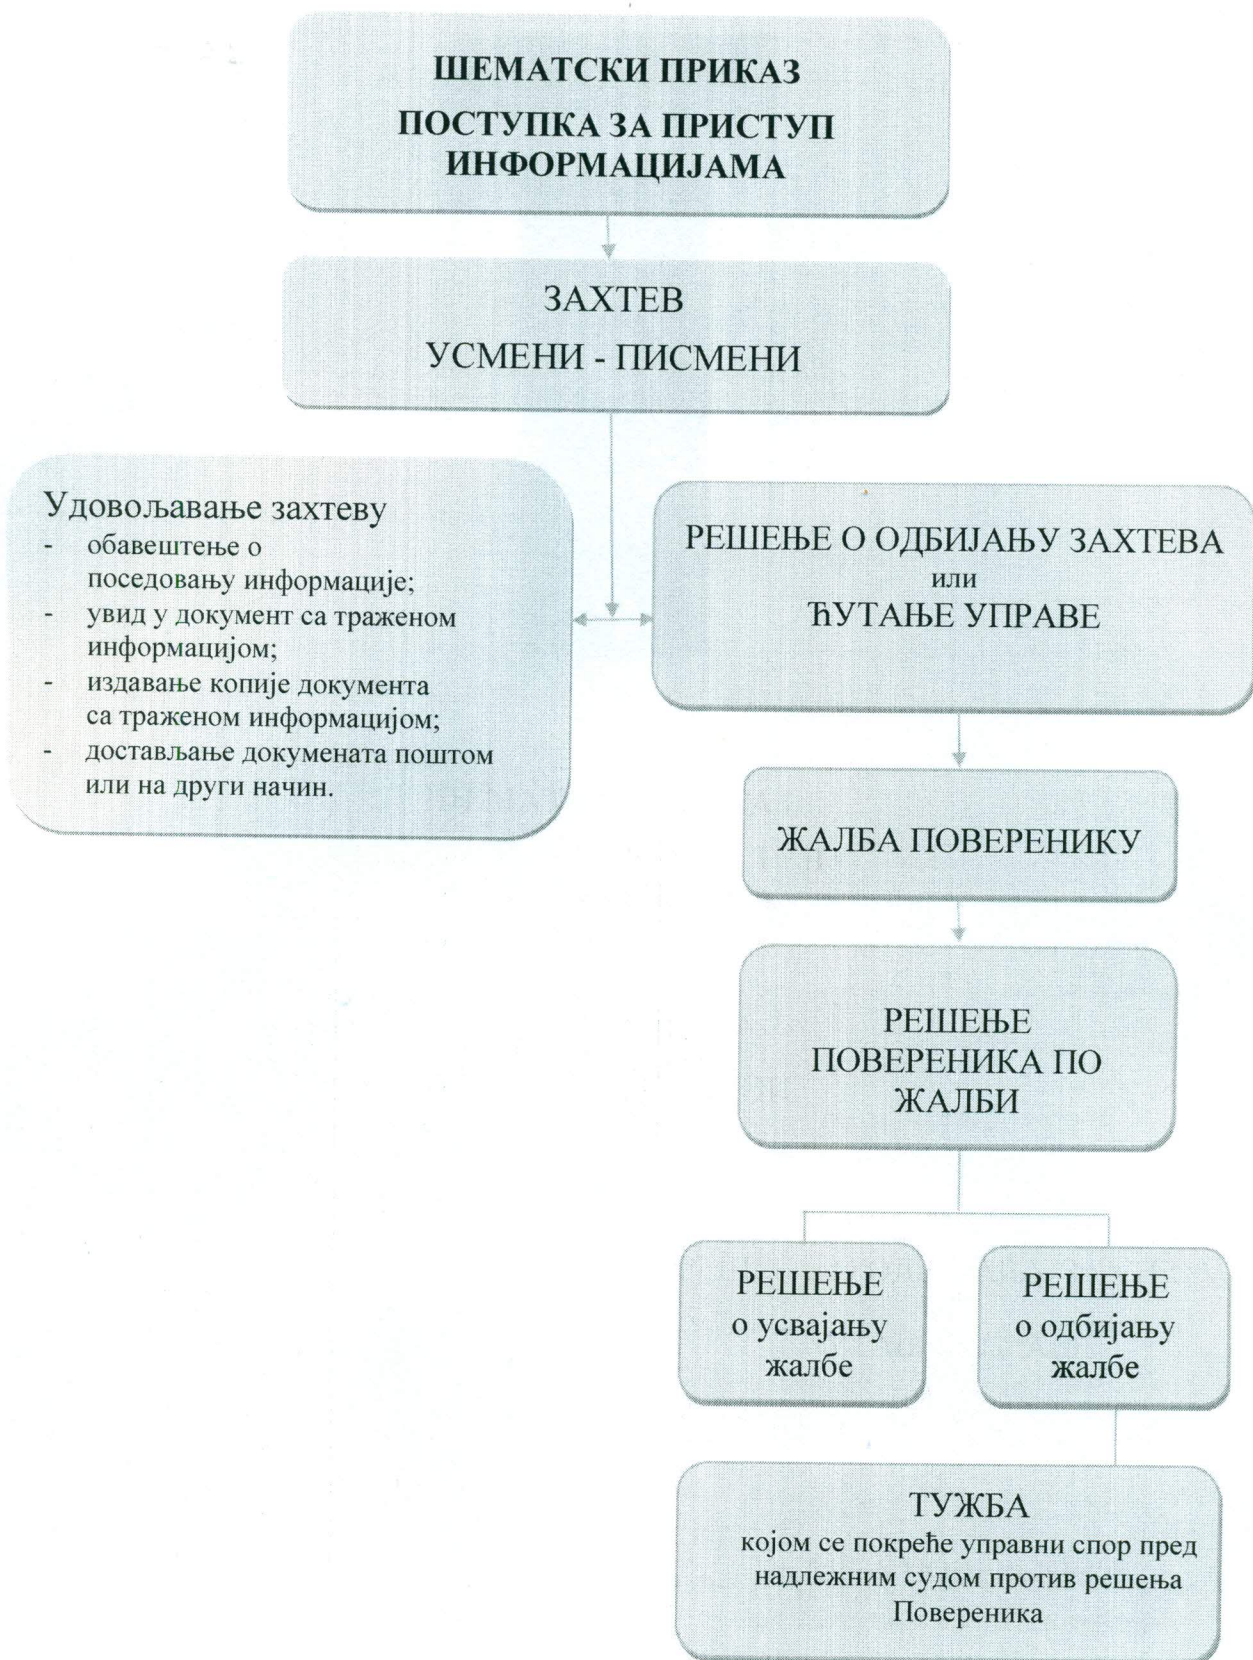 ШЕМАТСКИ ПРИКАЗ
ПОСТУПКА ЗА ПРИСТУП
ИНФОРМАЦИЈАМА
ЗАХТЕВ
УСМЕНИ - ПИСМЕНИ
Удовољавање захтеву
- обавештење о
поседовању информације;
- увид у документ са траженом
информацијом;
- издавање копије документа
са траженом информацијом;
- достављање докумената поштом
или на други начин.
РЕШЕЊЕ О ОДБИЈАЊУ ЗАХТЕВА
или
ЋУТАЊЕ УПРАВЕ
ЖАЛБА ПОВЕРЕНИКУ
РЕШЕЊЕ
ПОВЕРЕНИКА ПО
ЖАЛБИ
РЕШЕЊЕ
о усвајању
жалбе
РЕШЕЊЕ
о одбијању
жалбе
ТУЖБА
којом се покреће управни спор пред
надлежним судом против решења
Повереника